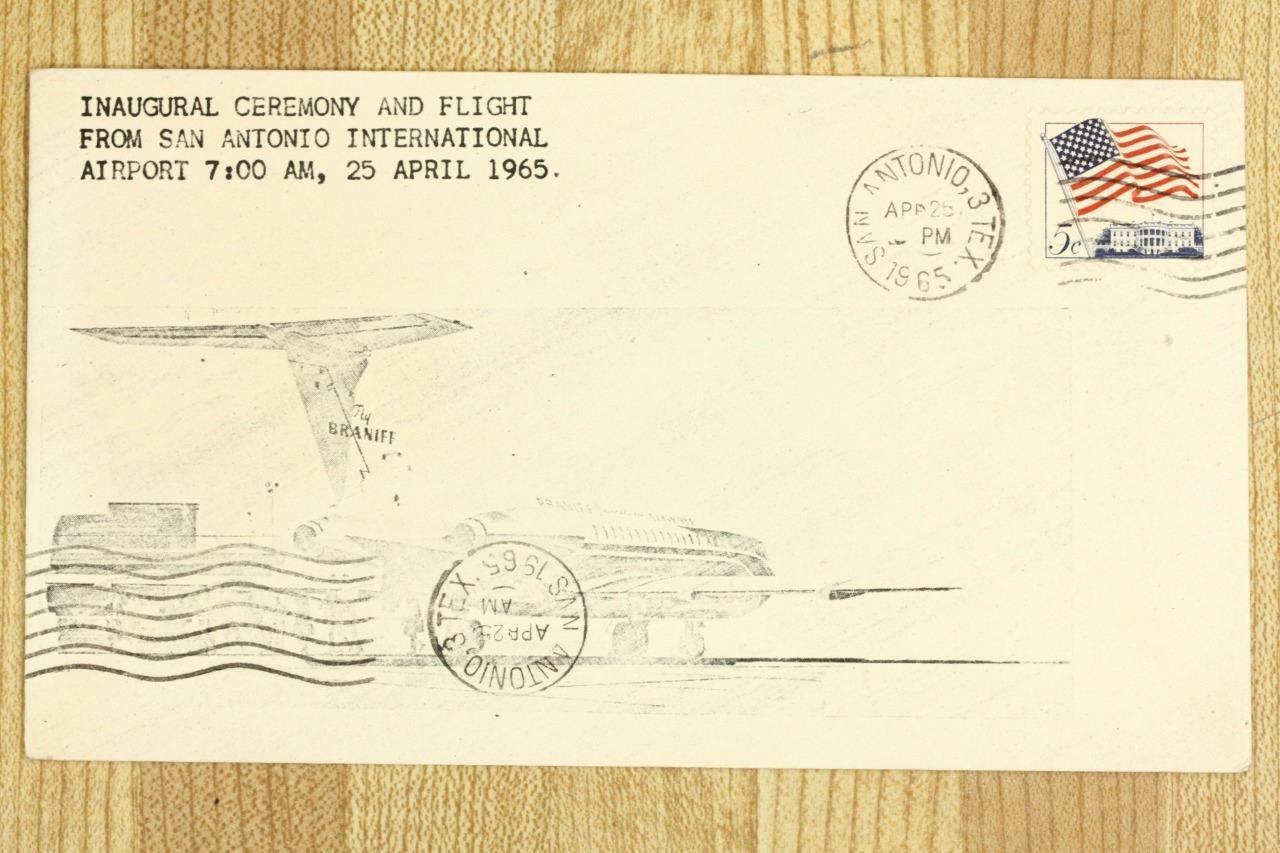 INAUGURAL CEREMONY AND FLIGHT
FROM SAN ANTONIO INTERNATIONAL
AIRPORT 7:00 AM, 25 APRIL 1965.
SAN ANTONIO, 3 TEX.
APR 25
PM
1965
5c
Fly
BRANIFF
SAN ANTONIO, 3 TEX.
APR 25
AM
1965